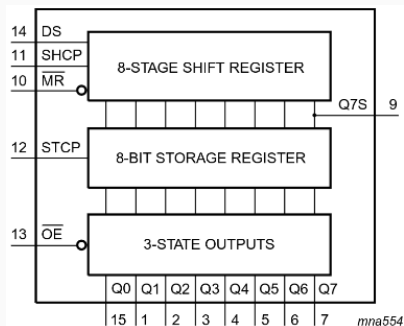 14 DS
11 SHCP
10 MR
8-STAGE SHIFT REGISTER
Q7S 9
12 STCP
8-BIT STORAGE REGISTER
13 OE
3-STATE OUTPUTS
Q0 Q1 Q2 Q3 Q4 Q5 Q6 Q7
15 1 2 3 4 5 6 7
mna554